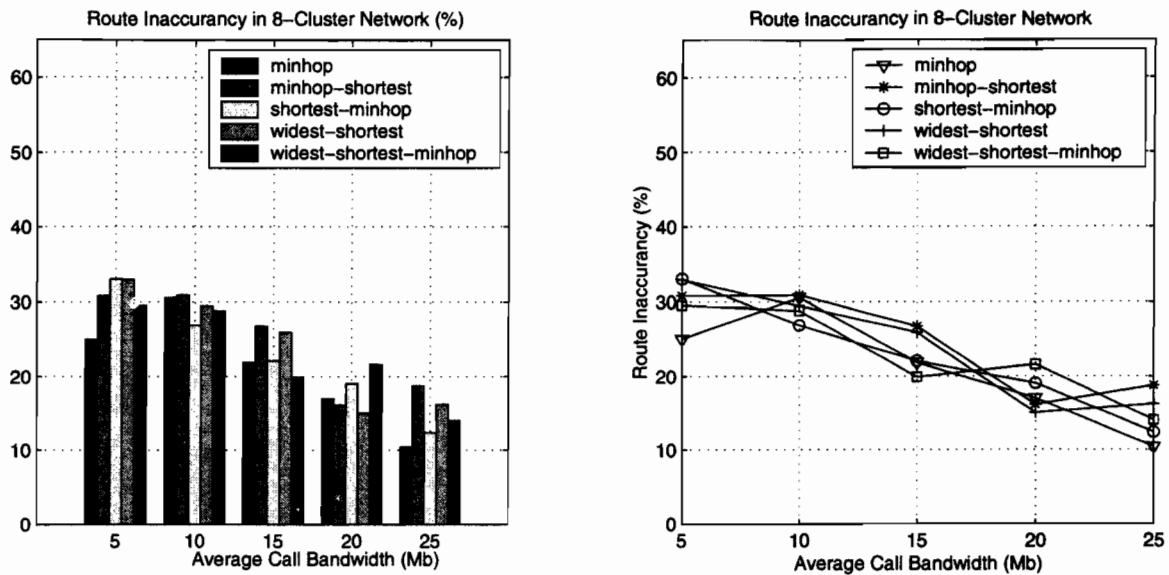 Route Inaccurancy in 8–Cluster Network (%)
60
50
40
30
20
10
0
minhop
minhop–shortest
shortest–minhop
widest–shortest
widest–shortest–minhop
5 10 15 20 25
Average Call Bandwidth (Mb)
Route Inaccurancy in 8–Cluster Network
Route Inaccurancy (%)
60
50
40
30
20
10
0
minhop
minhop–shortest
shortest–minhop
widest–shortest
widest–shortest–minhop
5 10 15 20 25
Average Call Bandwidth (Mb)